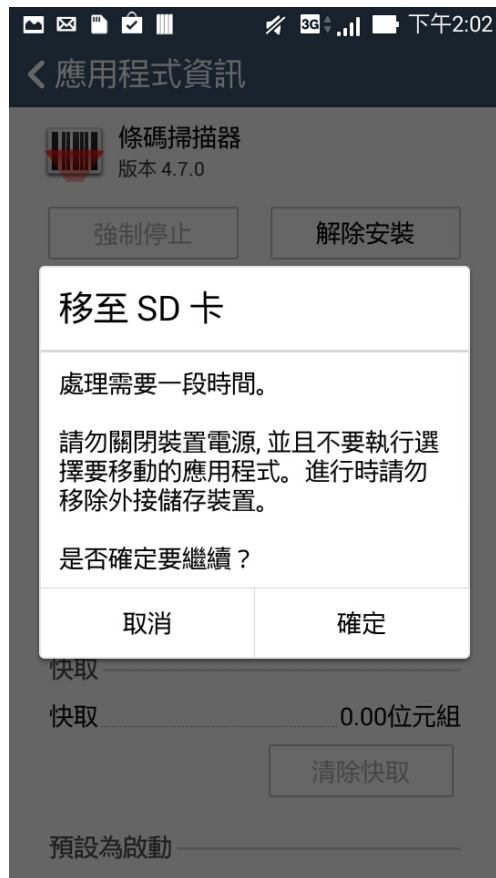 3G 下午2:02
應用程式資訊
條碼掃描器
版本 4.7.0
強制停止 解除安裝
移至 SD 卡
處理需要一段時間。
請勿關閉裝置電源, 並且不要執行選
擇要移動的應用程式。進行時請勿
移除外接儲存裝置。
是否確定要繼續？
取消 確定
快取
快取 0.00位元組
清除快取
預設為啟動